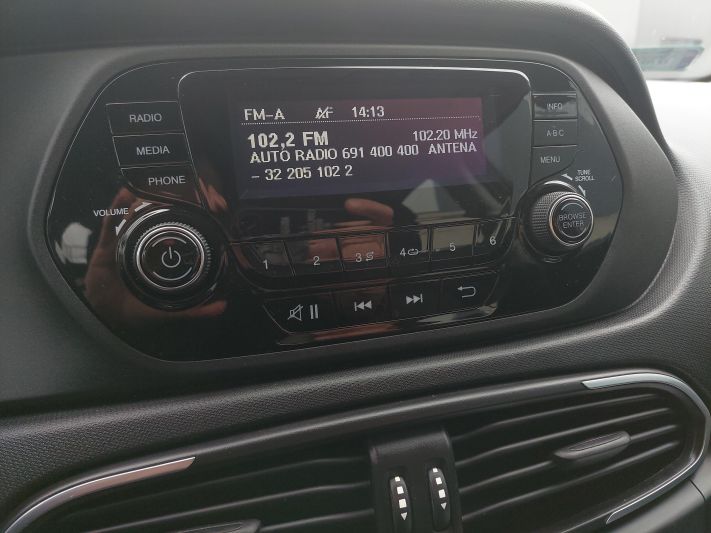 FM-A AF 14:13
102,2 FM 102.20 MHz
AUTO RADIO 691 400 400 ANTENA
- 32 205 102 2
RADIO
MEDIA
PHONE
VOLUME
INFO
A-B-C
MENU
TUNE
SCROLL
BROWSE
ENTER
1 2 3 4 5 6